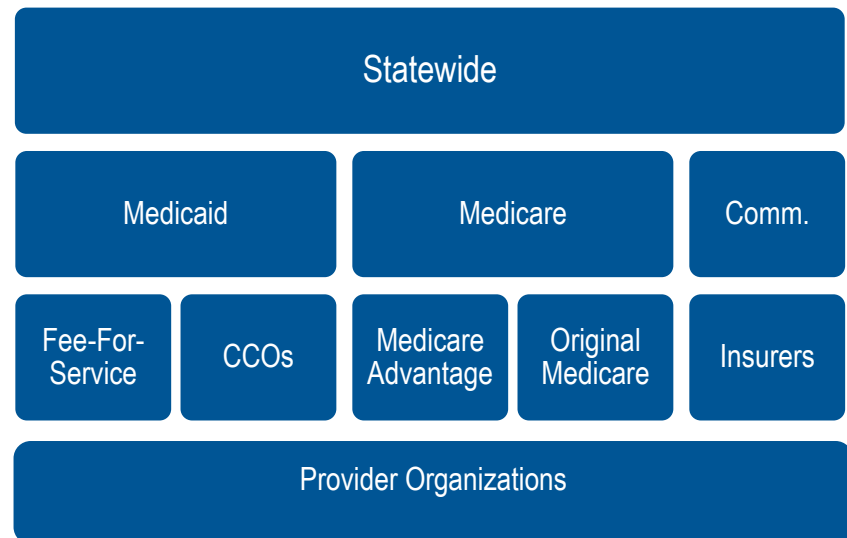 Statewide
Medicaid
Medicare
Comm.
Fee-For-
Service
CCOs
Medicare
Advantage
Original
Medicare
Insurers
Provider Organizations